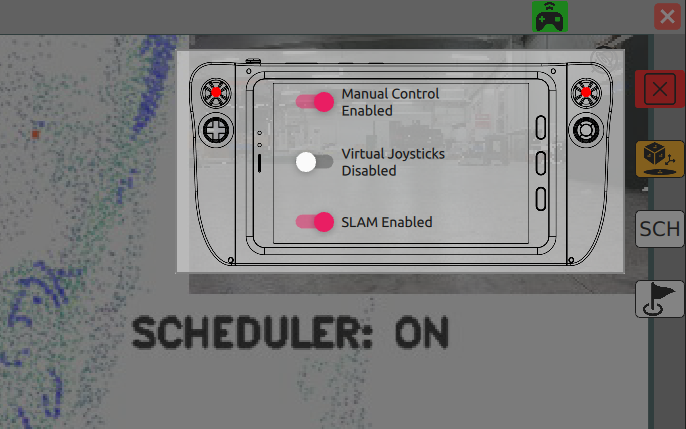 Manual Control
Enabled
Virtual Joysticks
Disabled
SLAM Enabled
SCH
SCHEDULER: ON